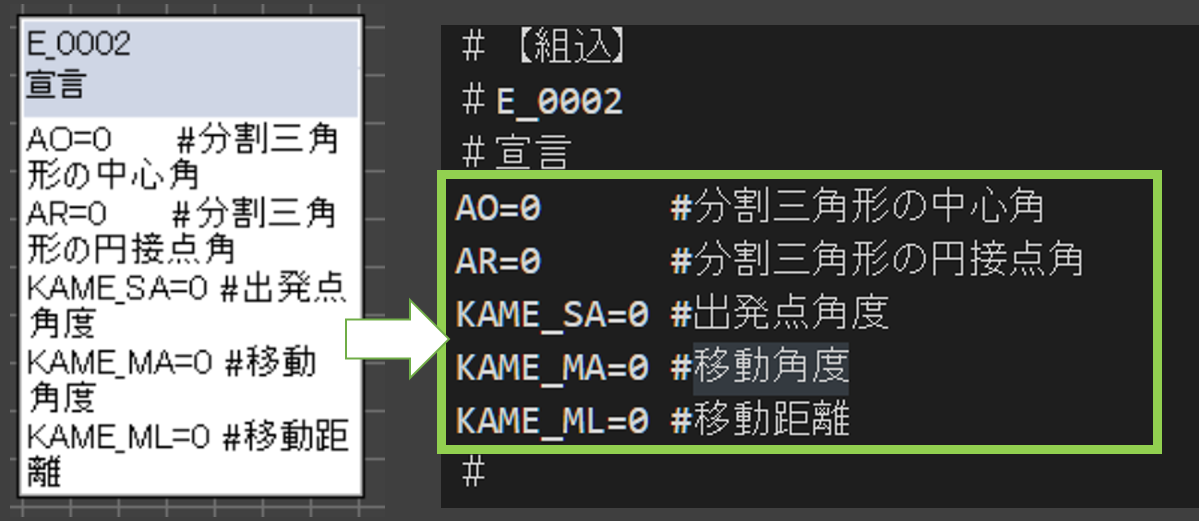 E_0002
宣言
AO=0 #分割三角
形の中心角
AR=0 #分割三角
形の円接点角
KAME_SA=0 #出発点
角度
KAME_MA=0 #移動
角度
KAME_ML=0 #移動距
離
# 【組込】
# E_0002
# 宣言
AO=0 #分割三角形の中心角
AR=0 #分割三角形の円接点角
KAME_SA=0 #出発点角度
KAME_MA=0 #移動角度
KAME_ML=0 #移動距離
#